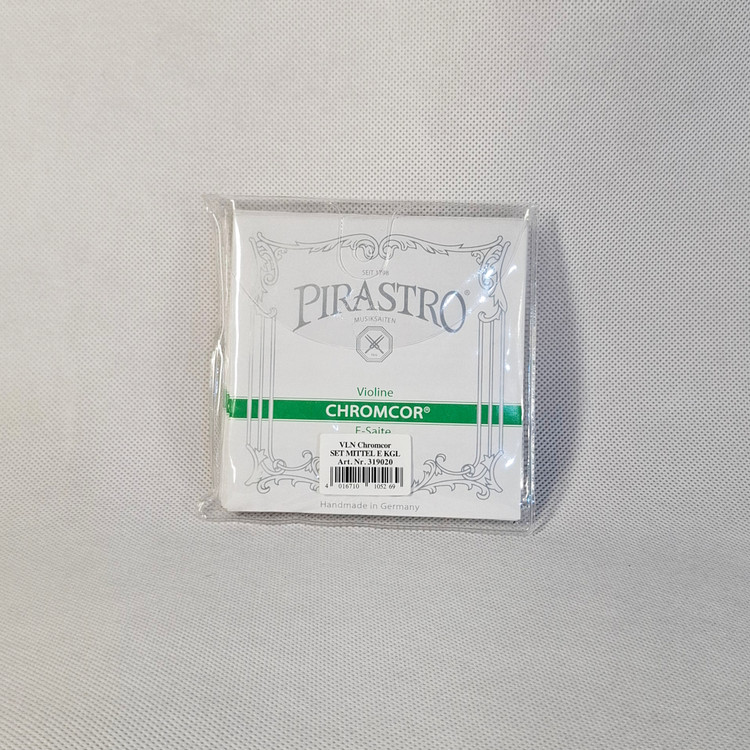 SEIT 1798
PIRASTRO®
MUSIKSAITEN
Violine
CHROMCOR®
E-Saite
VLN Chromcor
SET MITTEL E KGL
Art. Nr. 319020
4 016710 105269
Handmade in Germany